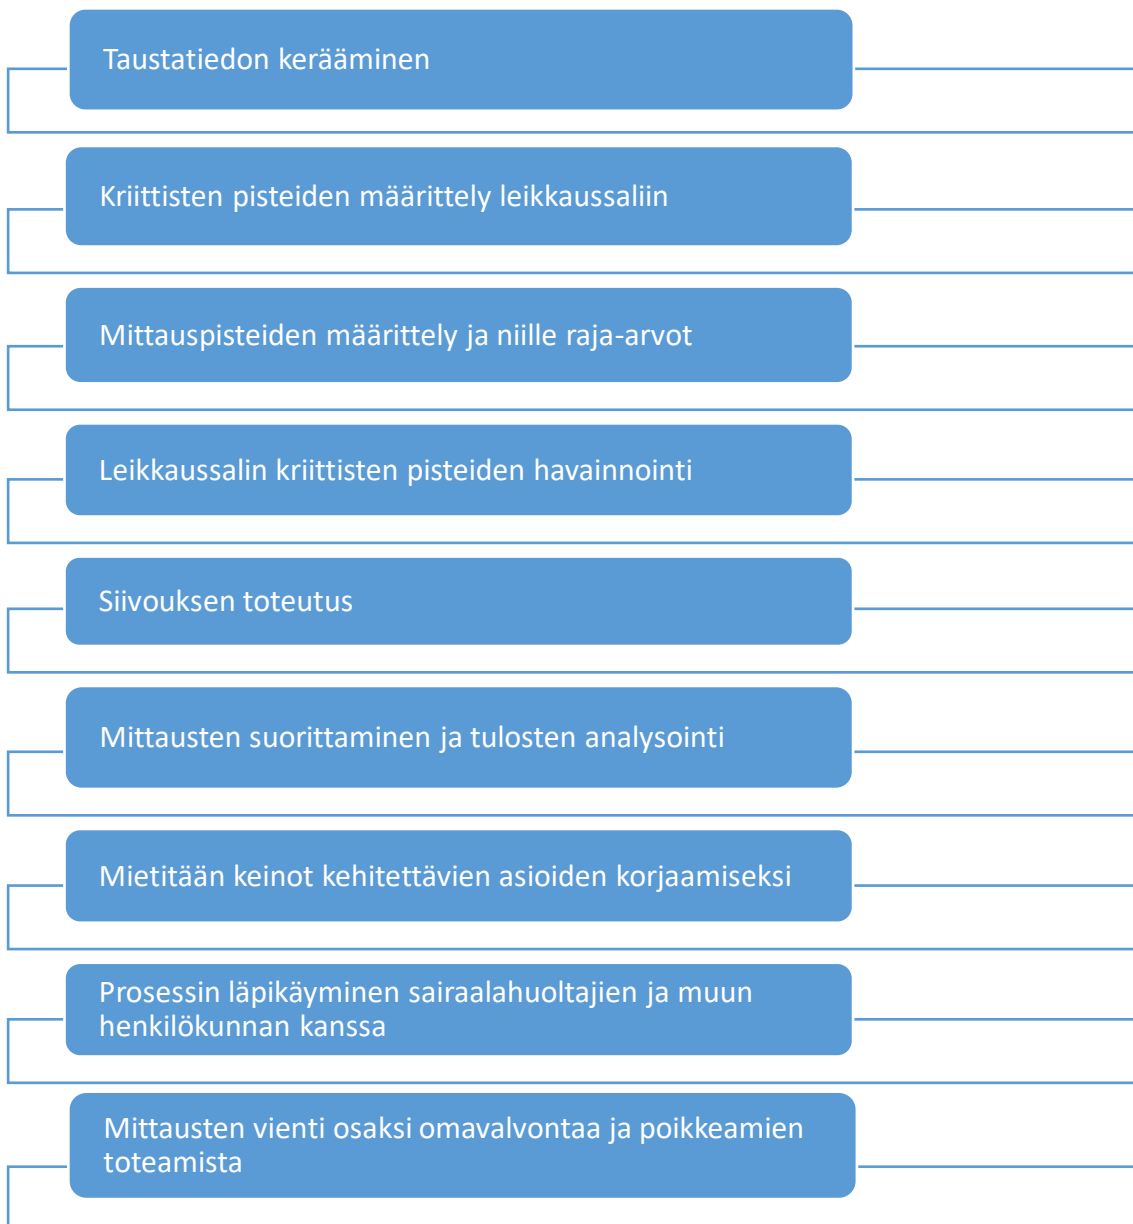 Taustatiedon kerääminen
Kriittisten pisteiden määrittely leikkaussaliin
Mittauspisteiden määrittely ja niille raja-arvot
Leikkaussalin kriittisten pisteiden havainnointi
Siivouksen toteutus
Mittausten suorittaminen ja tulosten analysointi
Mietitään keinot kehitettävien asioiden korjaamiseksi
Prosessin läpikäyminen sairaalahuoltajien ja muun
henkilökunnan kanssa
Mittausten vienti osaksi omavalvontaa ja poikkeamien
toteamista